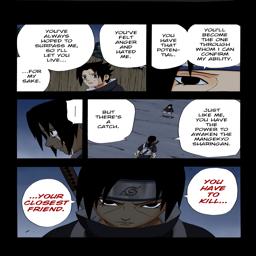 YOU'VE
ALWAYS
HOPED TO
SURPASS ME,
SO I'LL
LET YOU
LIVE...
...FOR
MY
SAKE.
YOU'VE
FELT
ANGER
AND
HATED
ME.
YOU
HAVE
THAT
POTEN-
TIAL.
YOU'LL
BECOME
THE ONE
THROUGH
WHOM I CAN
CONFIRM MY
ABILITY.
BUT
THERE'S
A
CATCH.
JUST
LIKE ME,
YOU HAVE
THE
POWER TO
AWAKEN THE
MANGEKYO
SHARINGAN.
YOU
HAVE TO
KILL...
...YOUR
CLOSEST
FRIEND.